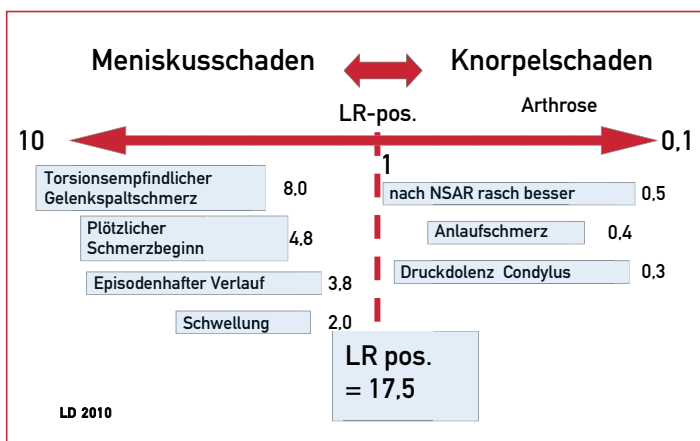 Meniskusschaden
Knorpelschaden
LR-pos.
Arthrose
10
0,1
1
Torsionsempfindlicher
Gelenkspaltschmerz
8,0
nach NSAR rasch besser
0,5
Plötzlicher
Schmerzbeginn
4,8
Anlaufschmerz
0,4
Episodenhafter Verlauf
3,8
Druckdolenz Condylus
0,3
Schwellung
2,0
LR pos.
= 17,5
LD 2010